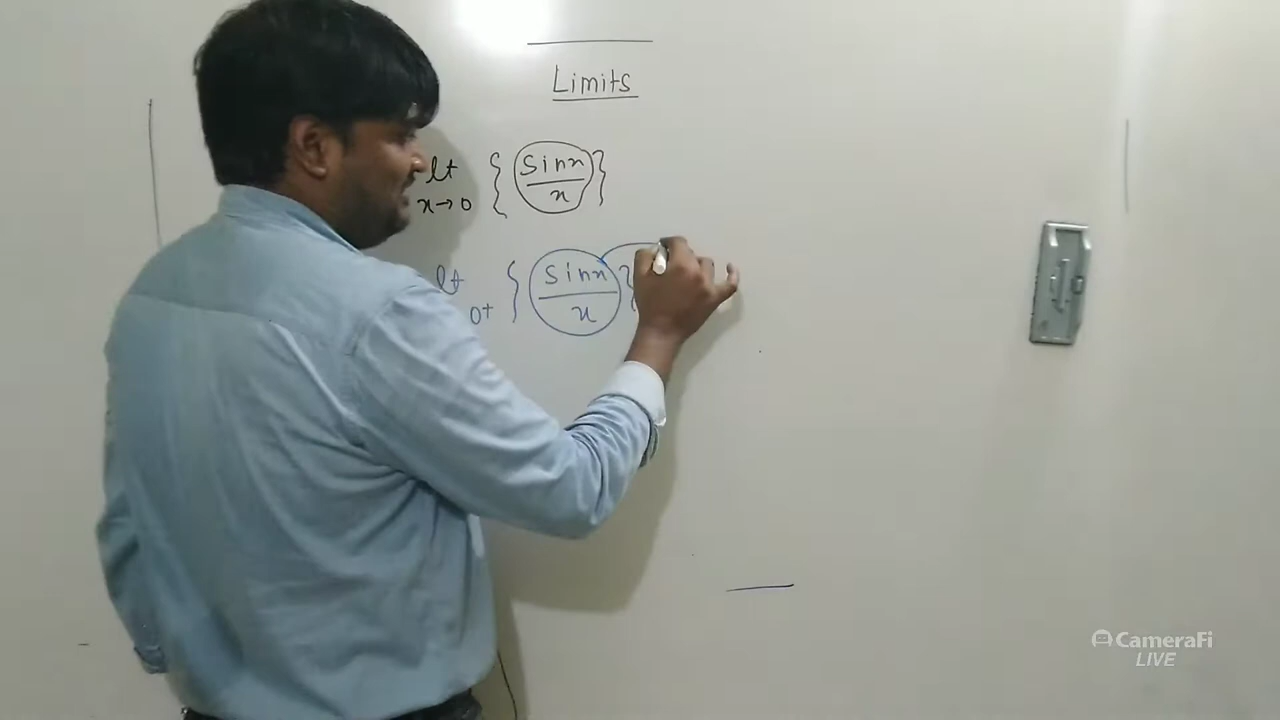 Limits
lt { sinx/x }
x→0
lt { sinx/x }
0⁺
CameraFi
LIVE